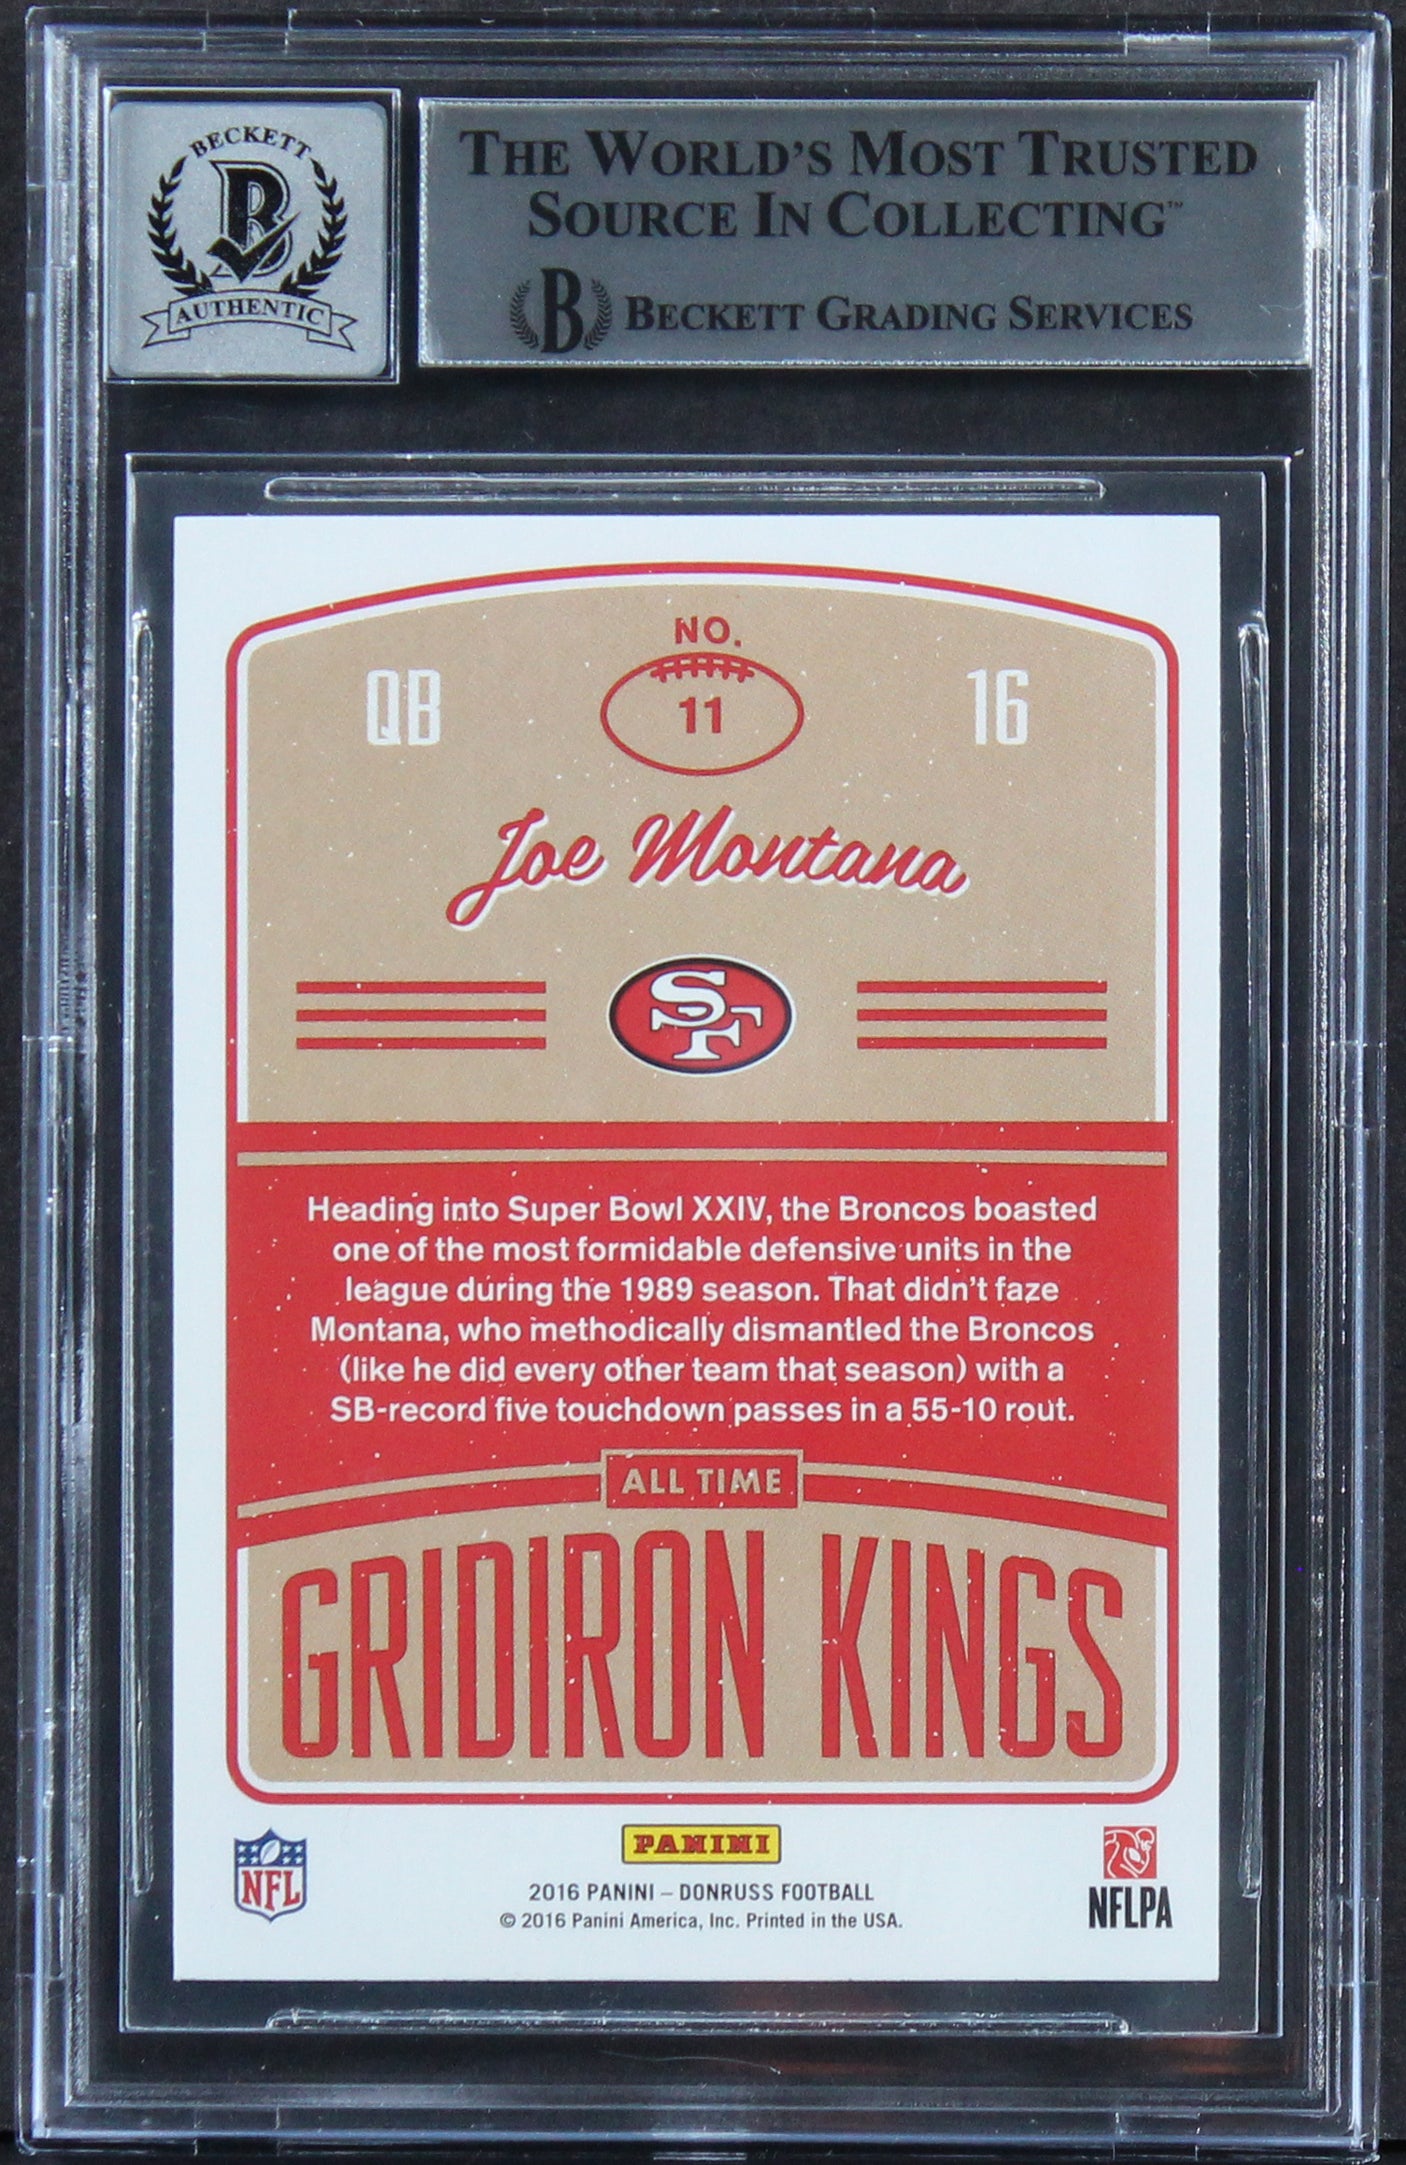 BECKETT
B
AUTHENTIC
THE WORLD'S MOST TRUSTED
SOURCE IN COLLECTING™
B BECKETT GRADING SERVICES
NO.
QB 11 16
Joe Montana
SF
Heading into Super Bowl XXIV, the Broncos boasted
one of the most formidable defensive units in the
league during the 1989 season. That didn't faze
Montana, who methodically dismantled the Broncos
(like he did every other team that season) with a
SB-record five touchdown passes in a 55-10 rout.
ALL TIME
GRIDIRON KINGS
PANINI
NFL
2016 PANINI – DONRUSS FOOTBALL
© 2016 Panini America, Inc. Printed in the USA.
NFLPA